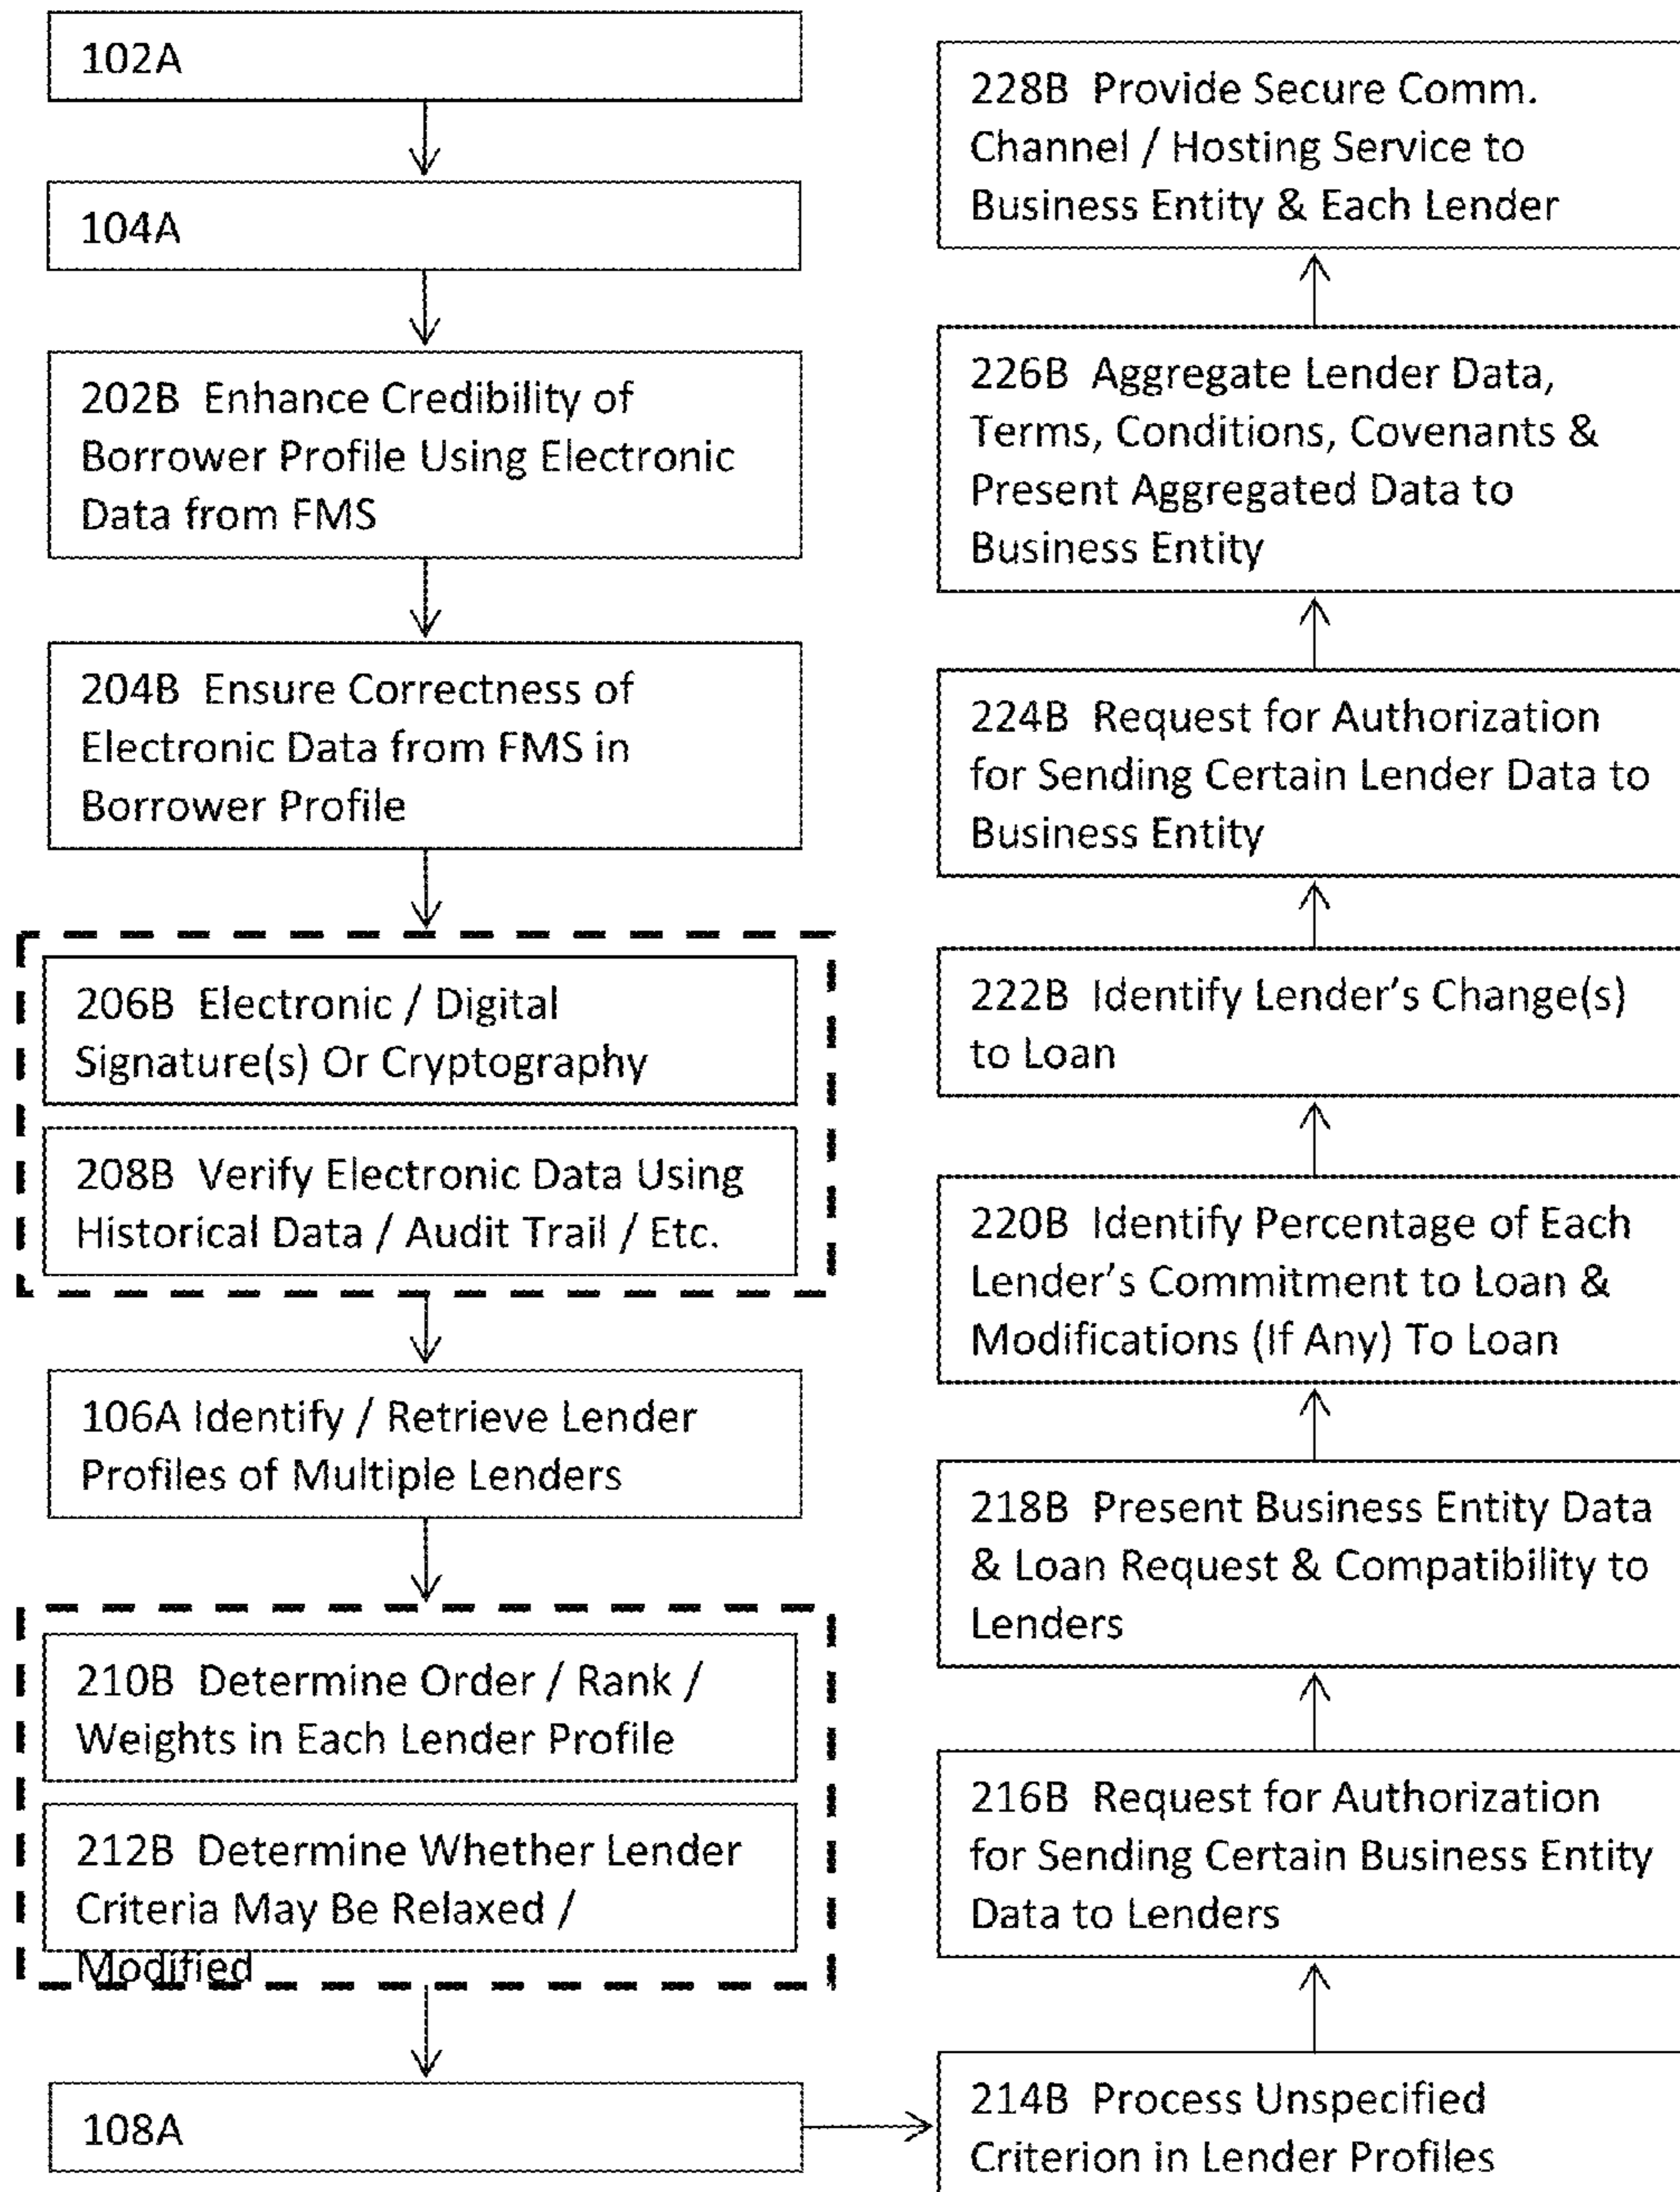 102A
104A
202B Enhance Credibility of
Borrower Profile Using Electronic
Data from FMS
204B Ensure Correctness of
Electronic Data from FMS in
Borrower Profile
206B Electronic / Digital
Signature(s) Or Cryptography
208B Verify Electronic Data Using
Historical Data / Audit Trail / Etc.
106A Identify / Retrieve Lender
Profiles of Multiple Lenders
210B Determine Order / Rank /
Weights in Each Lender Profile
212B Determine Whether Lender
Criteria May Be Relaxed /
Modified
108A
214B Process Unspecified
Criterion in Lender Profiles
216B Request for Authorization
for Sending Certain Business Entity
Data to Lenders
218B Present Business Entity Data
& Loan Request & Compatibility to
Lenders
220B Identify Percentage of Each
Lender's Commitment to Loan &
Modifications (If Any) To Loan
222B Identify Lender's Change(s)
to Loan
224B Request for Authorization
for Sending Certain Lender Data to
Business Entity
226B Aggregate Lender Data,
Terms, Conditions, Covenants &
Present Aggregated Data to
Business Entity
228B Provide Secure Comm.
Channel / Hosting Service to
Business Entity & Each Lender